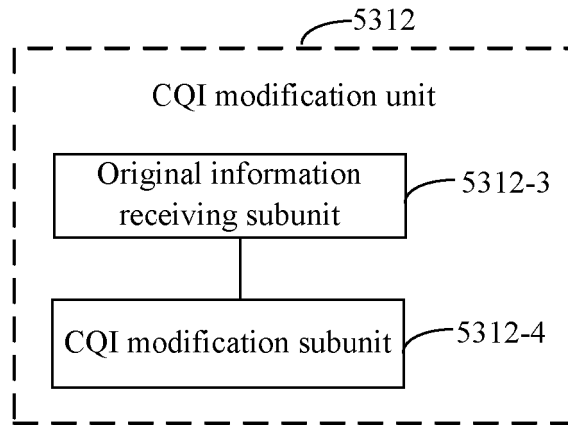 5312
CQI modification unit
Original information
receiving subunit
5312-3
CQI modification subunit
5312-4